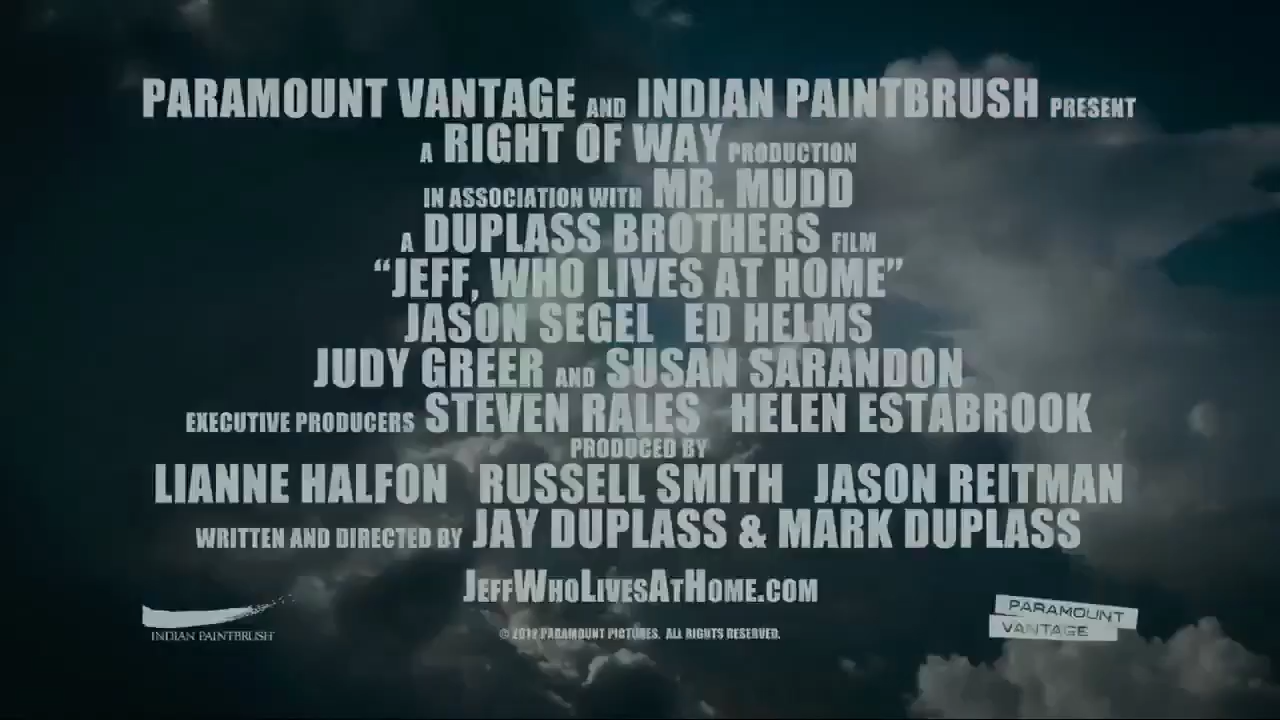 PARAMOUNT VANTAGE AND INDIAN PAINTBRUSH PRESENT
A RIGHT OF WAY PRODUCTION
IN ASSOCIATION WITH MR. MUDD
A DUPLASS BROTHERS FILM
“JEFF, WHO LIVES AT HOME”
JASON SEGEL ED HELMS
JUDY GREER AND SUSAN SARANDON
EXECUTIVE PRODUCERS STEVEN RALES HELEN ESTABROOK
PRODUCED BY
LIANNE HALFON RUSSELL SMITH JASON REITMAN
WRITTEN AND DIRECTED BY JAY DUPLASS & MARK DUPLASS
JEFFWHOLIVESATHOME.COM
INDIAN PAINTBRUSH
© 2012 PARAMOUNT PICTURES. ALL RIGHTS RESERVED.
PARAMOUNT
VANTAGE